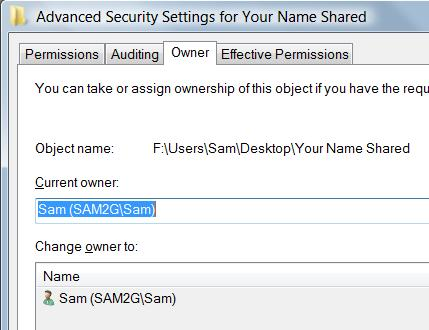 Advanced Security Settings for Your Name Shared
Permissions Auditing Owner Effective Permissions
You can take or assign ownership of this object if you have the
Object name: F:\Users\Sam\Desktop\Your Name Shared
Current owner:
Sam (SAM2G\Sam)
Change owner to:
Name
Sam (SAM2G\Sam)